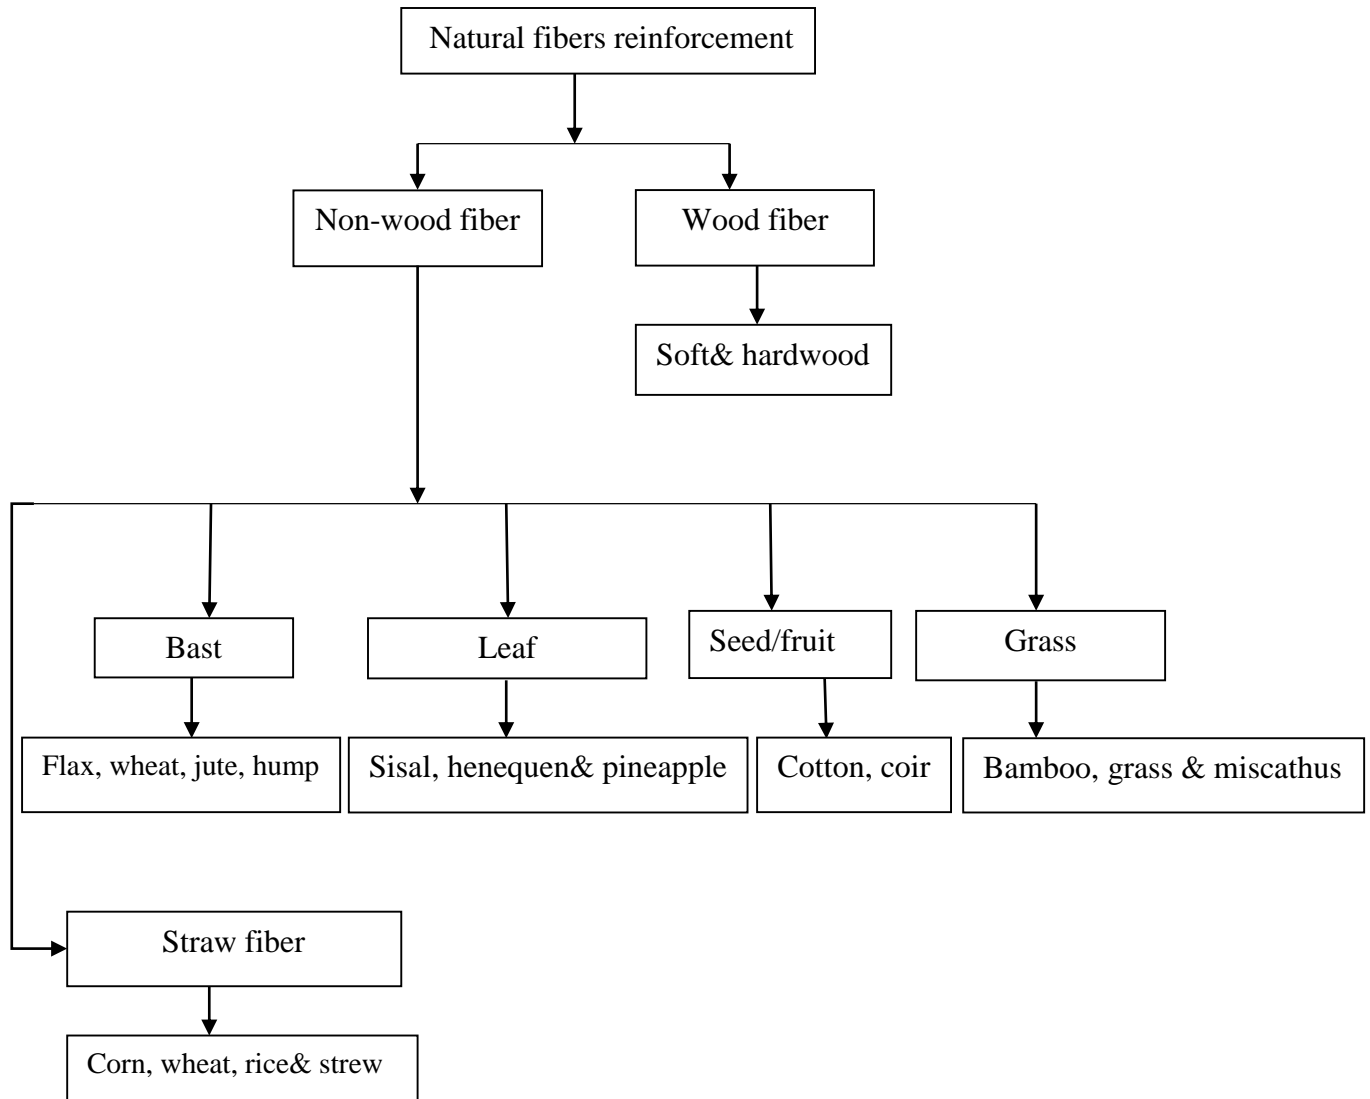 Natural fibers reinforcement
Non-wood fiber
Wood fiber
Soft& hardwood
Bast
Leaf
Seed/fruit
Grass
Flax, wheat, jute, hump
Sisal, henequen& pineapple
Cotton, coir
Bamboo, grass & miscathus
Straw fiber
Corn, wheat, rice& strew